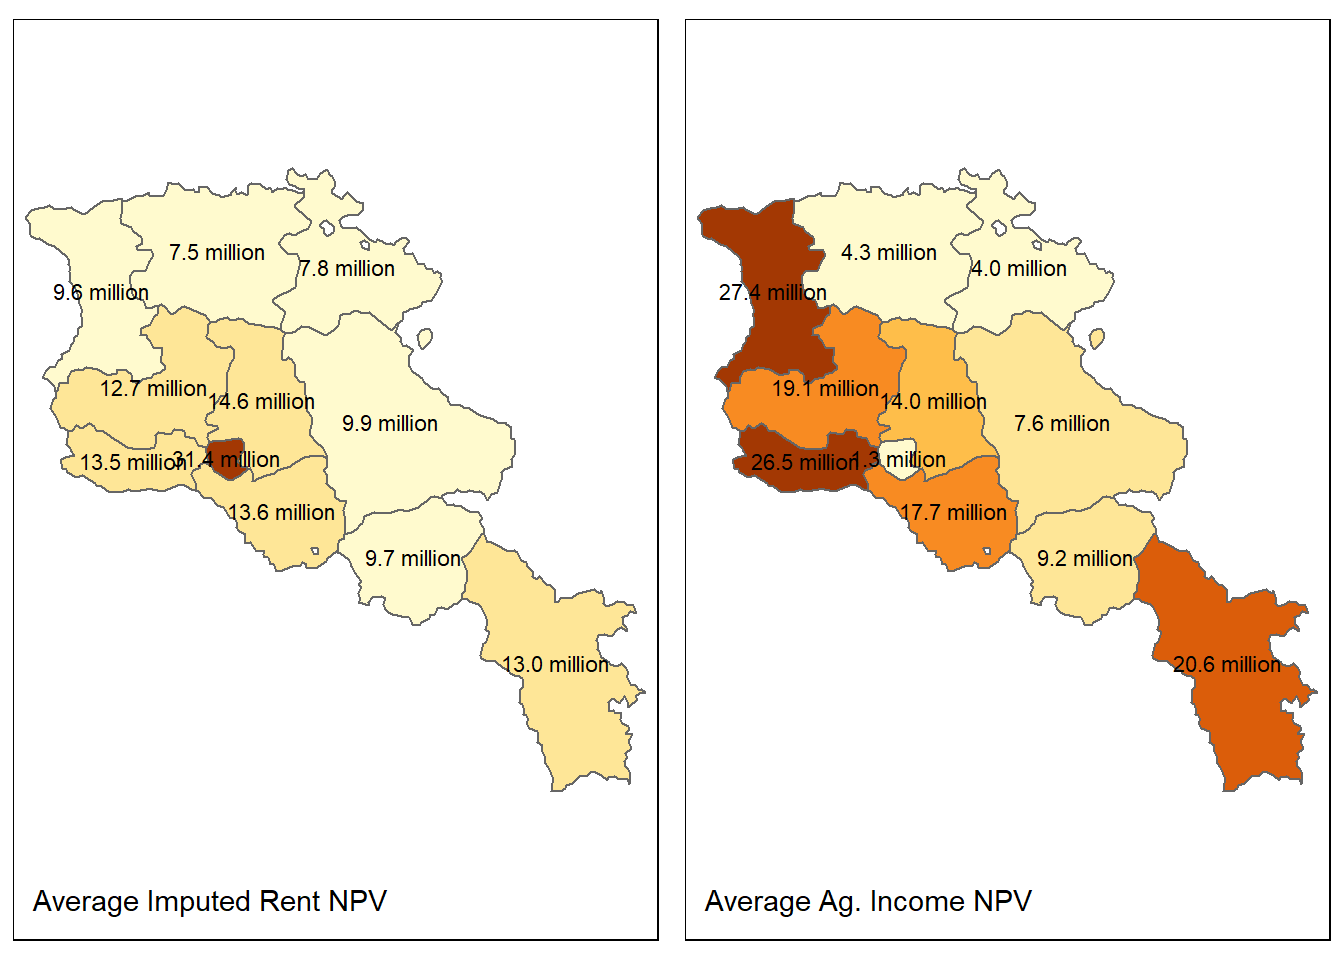 7.5 million
7.8 million
9.6 million
12.7 million
14.6 million
9.9 million
13.5 million
31.4 million
13.6 million
9.7 million
13.0 million
Average Imputed Rent NPV
4.3 million
4.0 million
27.4 million
19.1 million
14.0 million
7.6 million
26.5 million
1.3 million
17.7 million
9.2 million
20.6 million
Average Ag. Income NPV